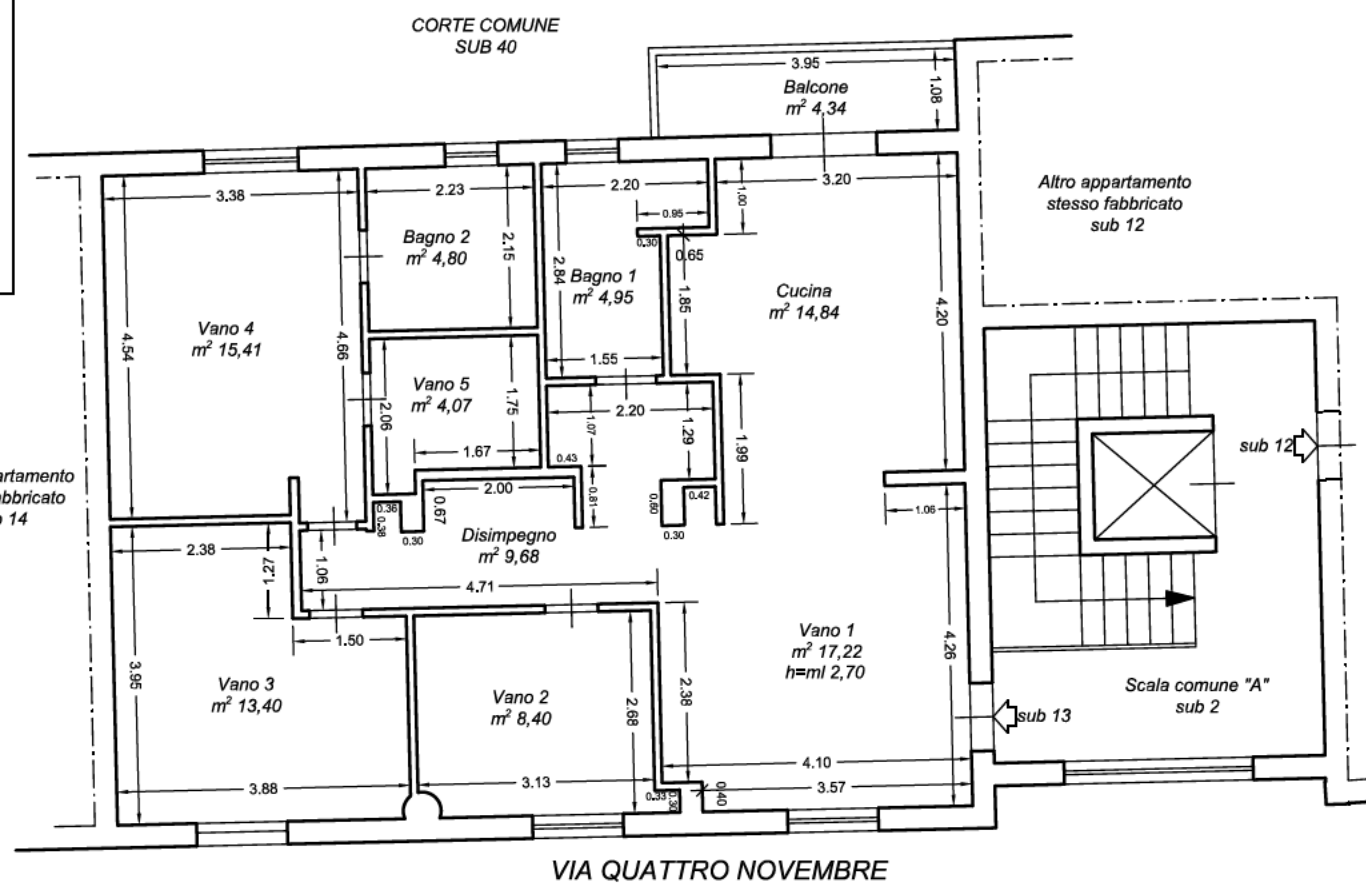 CORTE COMUNE
SUB 40
3.95
Balcone
m² 4,34
1.08
3.38
2.23
2.20
0.95
1.00
3.20
Altro appartamento
stesso fabbricato
sub 12
Bagno 2
m² 4,80
2.15
2.84
0.30
0.65
Bagno 1
m² 4,95
1.85
Cucina
m² 14,84
4.20
Vano 4
m² 15,41
4.54
4.66
1.55
Vano 5
m² 4,07
2.06
1.75
1.67
2.20
1.07
1.29
1.99
0.43
sub 12
artamento
abbricato
14
2.00
0.81
0.60
0.42
0.30
0.36
0.38
0.30
0.67
1.06
Disimpegno
m² 9,68
2.38
1.27
1.06
4.71
1.50
Vano 1
m² 17,22
h=ml 2,70
4.26
Vano 3
m² 13,40
3.95
Vano 2
m² 8,40
2.68
2.38
Scala comune "A"
sub 2
sub 13
4.10
3.88
3.13
0.33
0.30
0.40
3.57
VIA QUATTRO NOVEMBRE